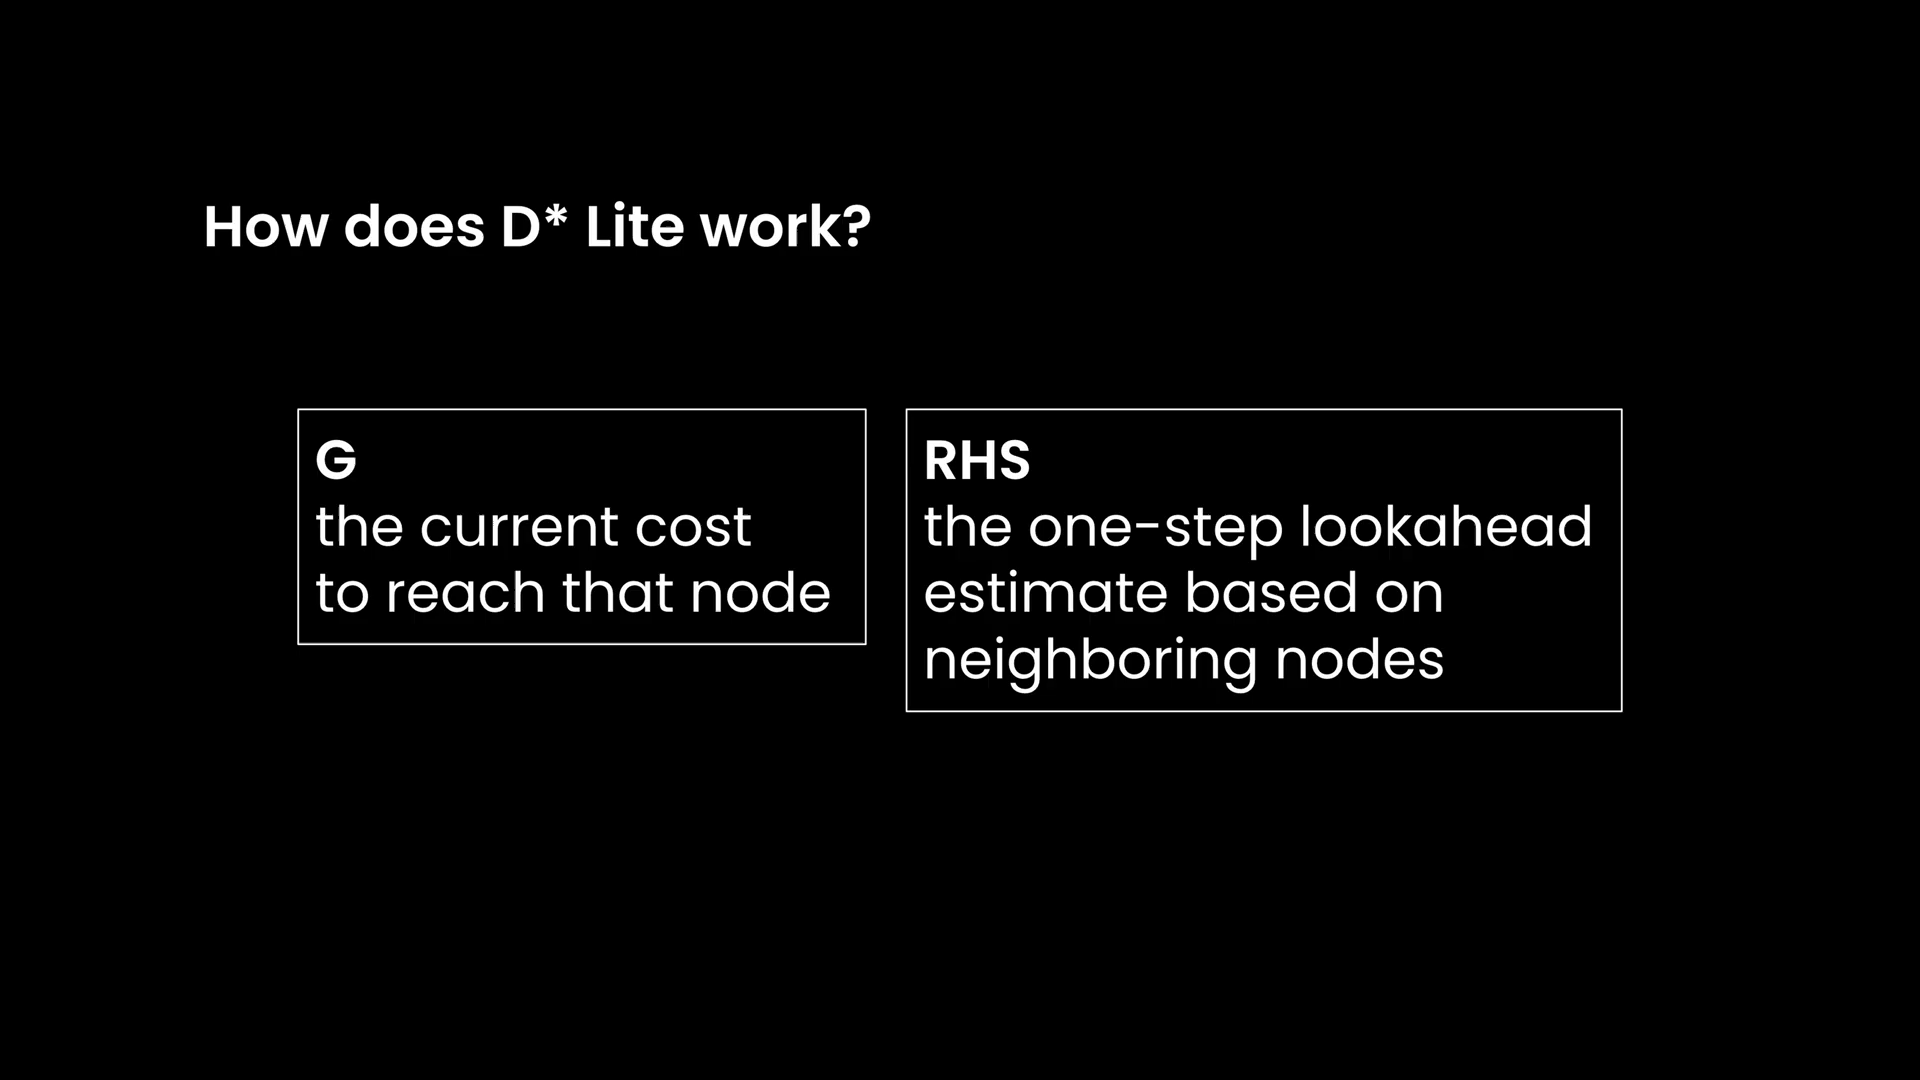 How does D* Lite work?
G
the current cost
to reach that node
RHS
the one-step lookahead
estimate based on
neighboring nodes